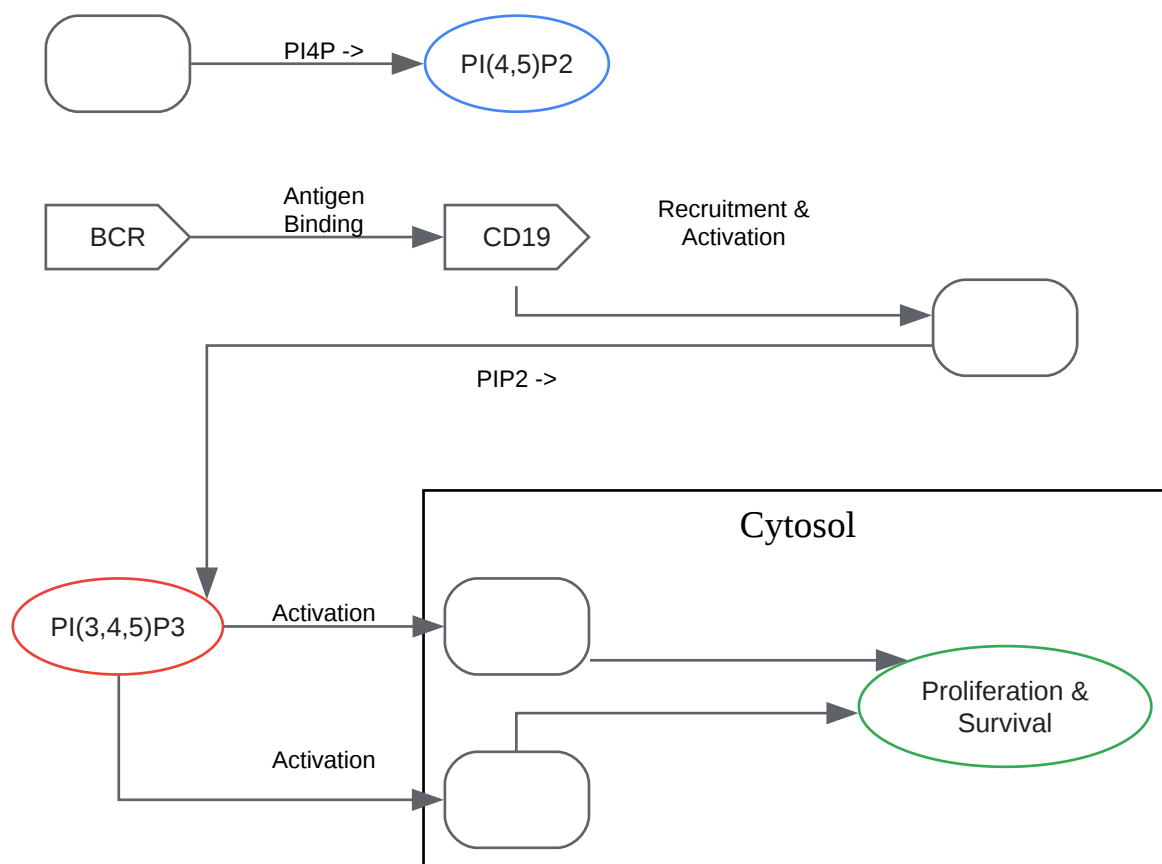 PI4P ->
PI(4,5)P2
BCR
Antigen
Binding
CD19
Recruitment &
Activation
PIP2 ->
Cytosol
PI(3,4,5)P3
Activation
Proliferation &
Survival
Activation